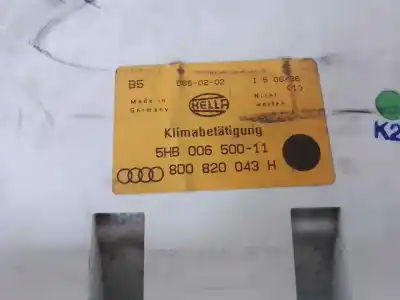 B5
Made in
Germany
HELLA
Klimabetätigung
5HB 006 500-11
8D0 820 043 H
K2